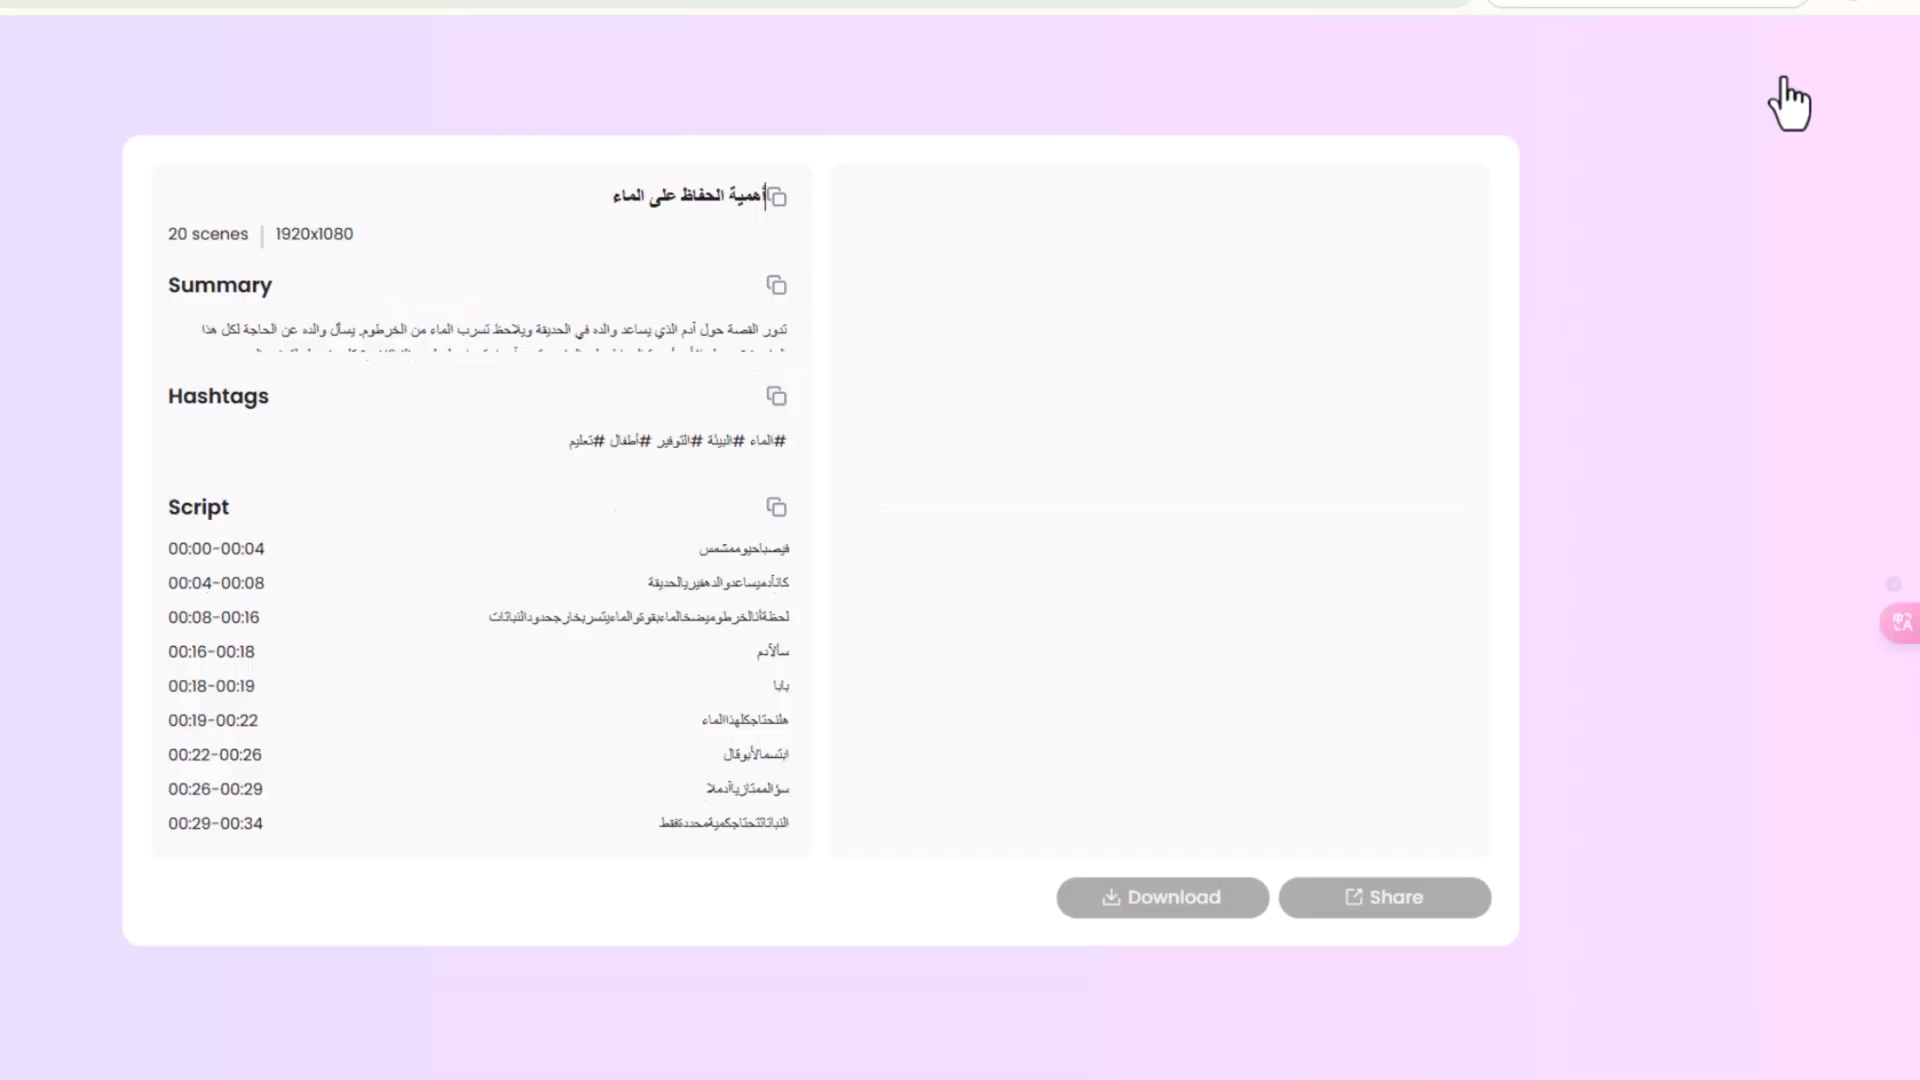 أهمية الحفاظ على الماء
20 scenes | 1920x1080
Summary
تدور القصة حول آدم الذي يساعد والده في الحديقة ويلاحظ تسرب الماء من الخرطوم. يسأل والده عن الحاجة لكل هذا
Hashtags
#الماء #البيئة #التوفير #أطفال #تعليم
Script
00:00-00:04 فيصباحيوممشمس
00:04-00:08 كانآدميساعدوالدهفيريالحديقة
00:08-00:16 لحظةأنالخرطوميضخالماءبقوةوالماءيتسربخارجحدودالنباتات
00:16-00:18 سألآدم
00:18-00:19 يابا
00:19-00:22 هلنحتاجكلهذاالماء
00:22-00:26 ابتسمالأبوقال
00:26-00:29 سؤالممتازياآدملا
00:29-00:34 النباتاتتحتاجكميةمحددةفقط
Download
Share